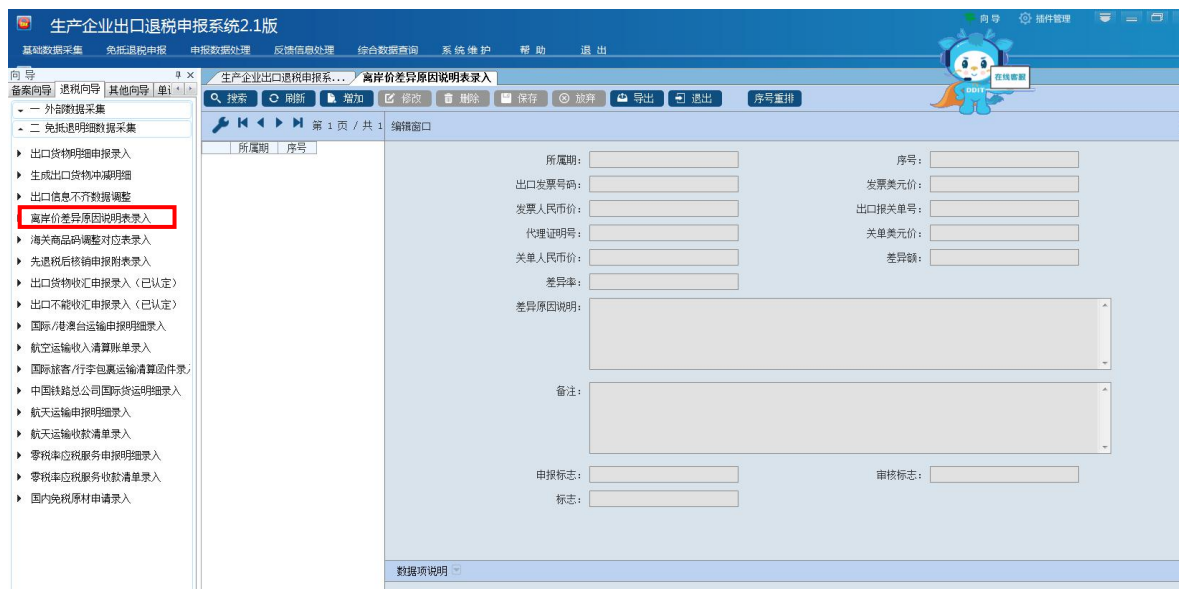 生产企业出口退税申报系统2.1版
向导 插件管理
基础数据采集 免抵退税申报 申报数据处理 反馈信息处理 综合数据查询 系统维护 帮助 退出
在线客服
DDIT
向导
生产企业出口退税申报系... 离岸价差异原因说明表录入
备案向导 退税向导 其他向导 单i
搜索 刷新 增加 修改 删除 保存 放弃 导出 退出 序号重排
一 外部数据采集
二 免抵退明细数据采集
第 1 页 / 共 1 编辑窗口
所属期 序号
出口货物明细申报录入
生成出口货物冲减明细
出口信息不齐数据调整
离岸价差异原因说明表录入
海关商品码调整对应表录入
先退税后核销申报附表录入
出口货物收汇申报录入（已认定）
出口不能收汇申报录入（已认定）
国际/港澳台运输申报明细录入
航空运输收入清算账单录入
国际旅客/行李包裹运输清算函件录入
中国铁路总公司国际货运明细录入
航天运输申报明细录入
航天运输收款清单录入
零税率应税服务申报明细录入
零税率应税服务收款清单录入
国内免税原材申请录入
所属期： 序号：
出口发票号码： 发票美元价：
发票人民币价： 出口报关单号：
代理证明号： 关单美元价：
关单人民币价： 差异额：
差异率：
差异原因说明：
备注：
申报标志： 审核标志：
标志：
数据项说明